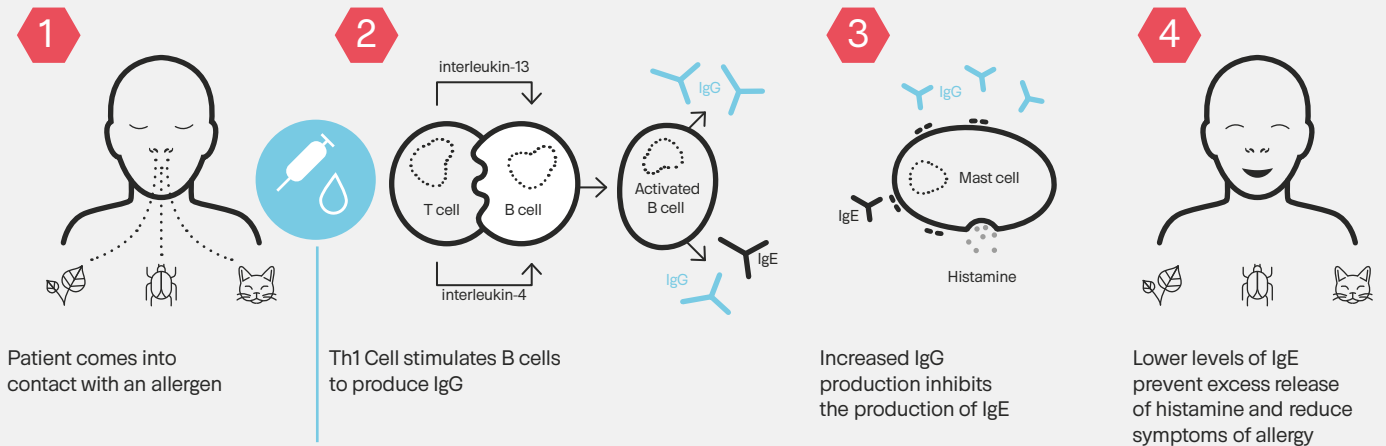 1
Patient comes into
contact with an allergen
2
interleukin-13
T cell
B cell
interleukin-4
Activated
B cell
IgG
IgE
IgG
Th1 Cell stimulates B cells
to produce IgG
3
IgG
Mast cell
IgE
Histamine
Increased IgG
production inhibits
the production of IgE
4
Lower levels of IgE
prevent excess release
of histamine and reduce
symptoms of allergy